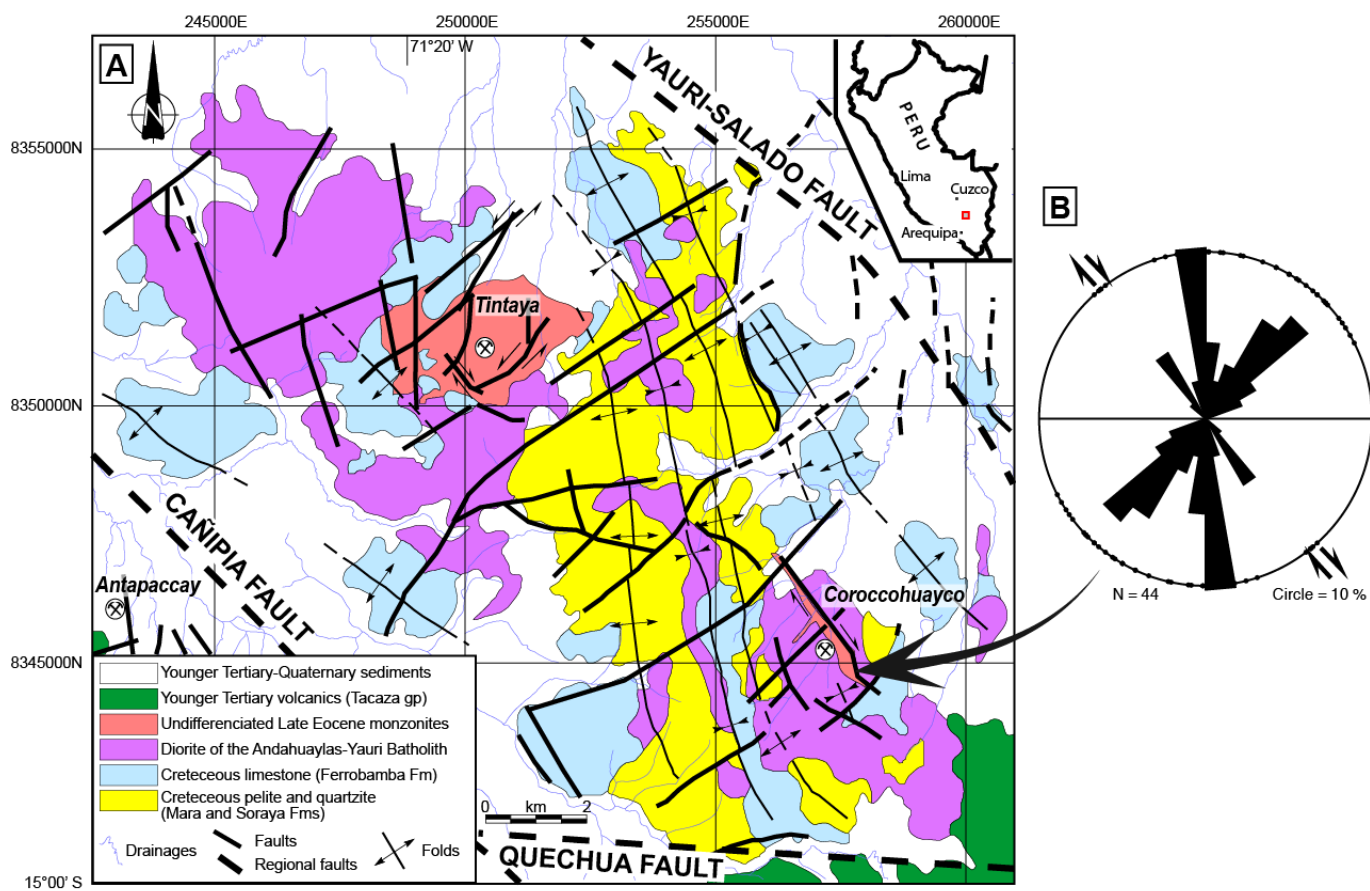 245000E
250000E
255000E
260000E
71°20' W
A
N
YAURI-SALADO FAULT
PERU
Lima
Cuzco
Arequipa
B
8355000N
Tintaya
8350000N
CAÑIPIA FAULT
Antapaccay
Coroccohuayco
N = 44
Circle = 10 %
8345000N
Younger Tertiary-Quaternary sediments
Younger Tertiary volcanics (Tacaza gp)
Undifferenciated Late Eocene monzonites
Diorite of the Andahuaylas-Yauri Batholith
Creteceous limestone (Ferrobamba Fm)
Creteceous pelite and quartzite
(Mara and Soraya Fms)
0 km 2
Drainages
Faults
Regional faults
Folds
QUECHUA FAULT
15°00' S